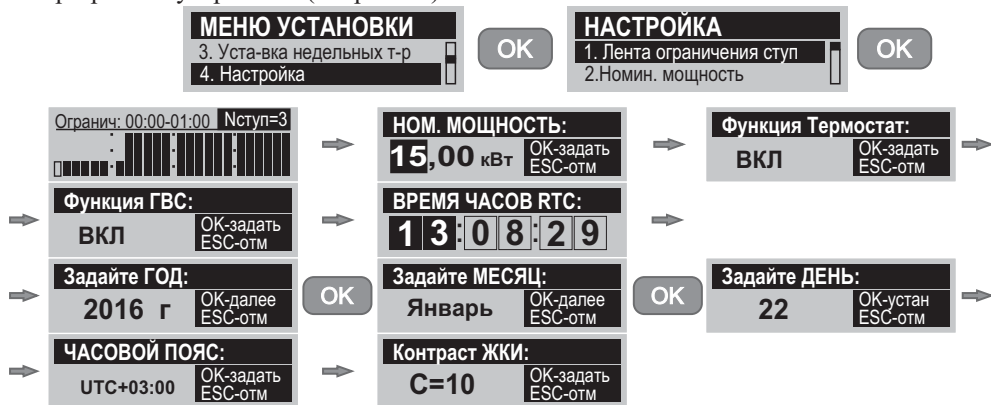 МЕНЮ УСТАНОВКИ
3. Уста-вка недельных т-р
4. Настройка
OK
НАСТРОЙКА
1. Лента ограничения ступ
2.Номин. мощность
OK
Огранич: 00:00-01:00 Nступ=3
НОМ. МОЩНОСТЬ:
15,00 кВт
OK-задать
ESC-отм
Функция Термостат:
ВКЛ
OK-задать
ESC-отм
Функция ГВС:
ВКЛ
OK-задать
ESC-отм
ВРЕМЯ ЧАСОВ RTC:
13:08:29
Задайте ГОД:
2016 г
OK-далее
ESC-отм
OK
Задайте МЕСЯЦ:
Январь
OK-далее
ESC-отм
OK
Задайте ДЕНЬ:
22
OK-устан
ESC-отм
ЧАСОВОЙ ПОЯС:
UTC+03:00
OK-задать
ESC-отм
Контраст ЖКИ:
C=10
OK-задать
ESC-отм